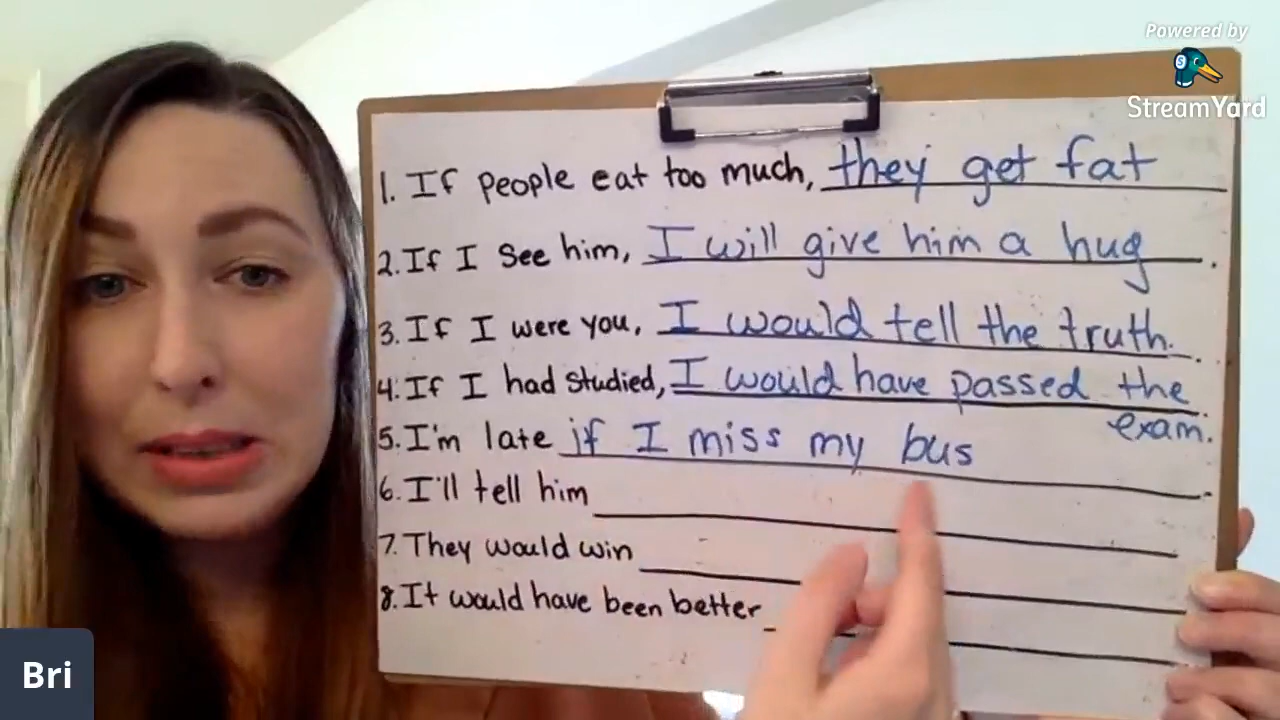 Powered by
StreamYard
1. If people eat too much, they get fat
2. If I See him, I will give him a hug.
3. If I were you, I would tell the truth.
4. If I had Studied, I would have passed the exam.
5. I'm late if I miss my bus
6. I'll tell him
7. They would win
8. It would have been better
Bri